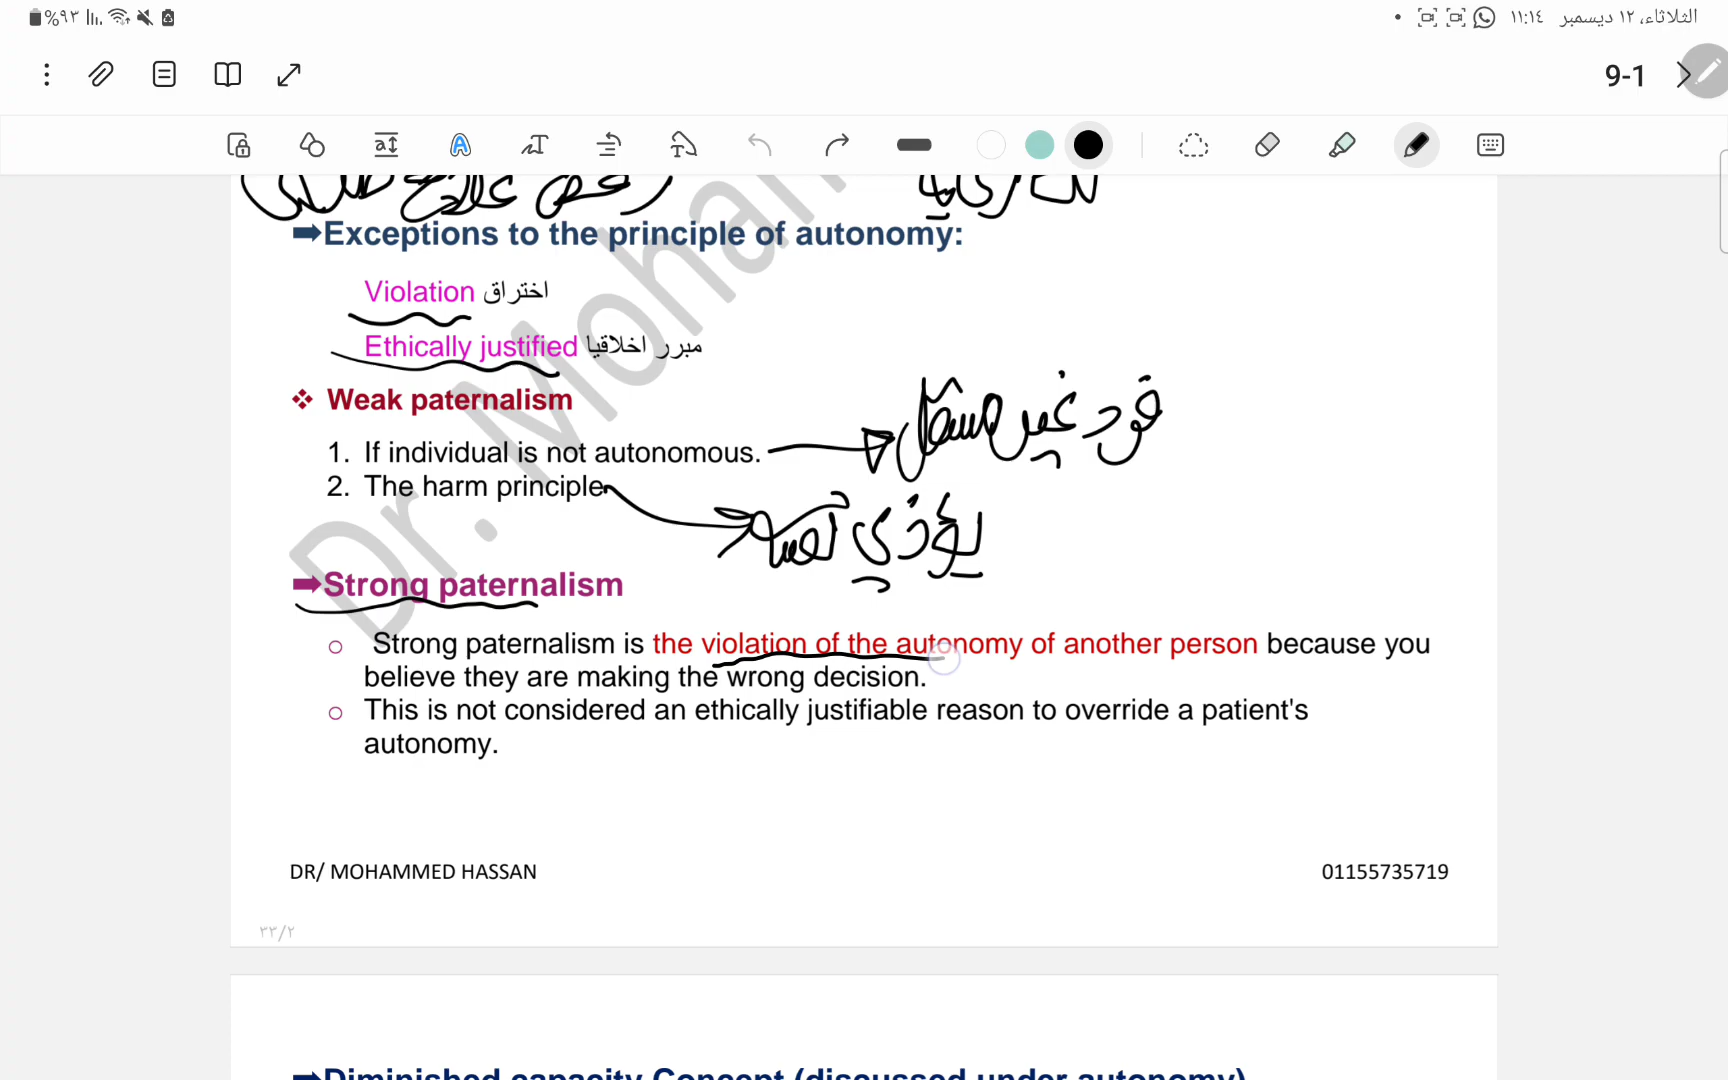 %٩٣
الثلاثاء، ١٢ ديسمبر ١١:١٤
9-1
Exceptions to the principle of autonomy:
Violation اختراق
Ethically justified مبرر اخلاقيا
❖ Weak paternalism
1. If individual is not autonomous.
غير مستقل
2. The harm principle
يؤذي نفسه
➡Strong paternalism
o Strong paternalism is the violation of the autonomy of another person because you
believe they are making the wrong decision.
o This is not considered an ethically justifiable reason to override a patient's
autonomy.
Dr. Moham
DR/ MOHAMMED HASSAN 01155735719
٣٣/٢
➡Diminished capacity Concept (discussed under autonomy)